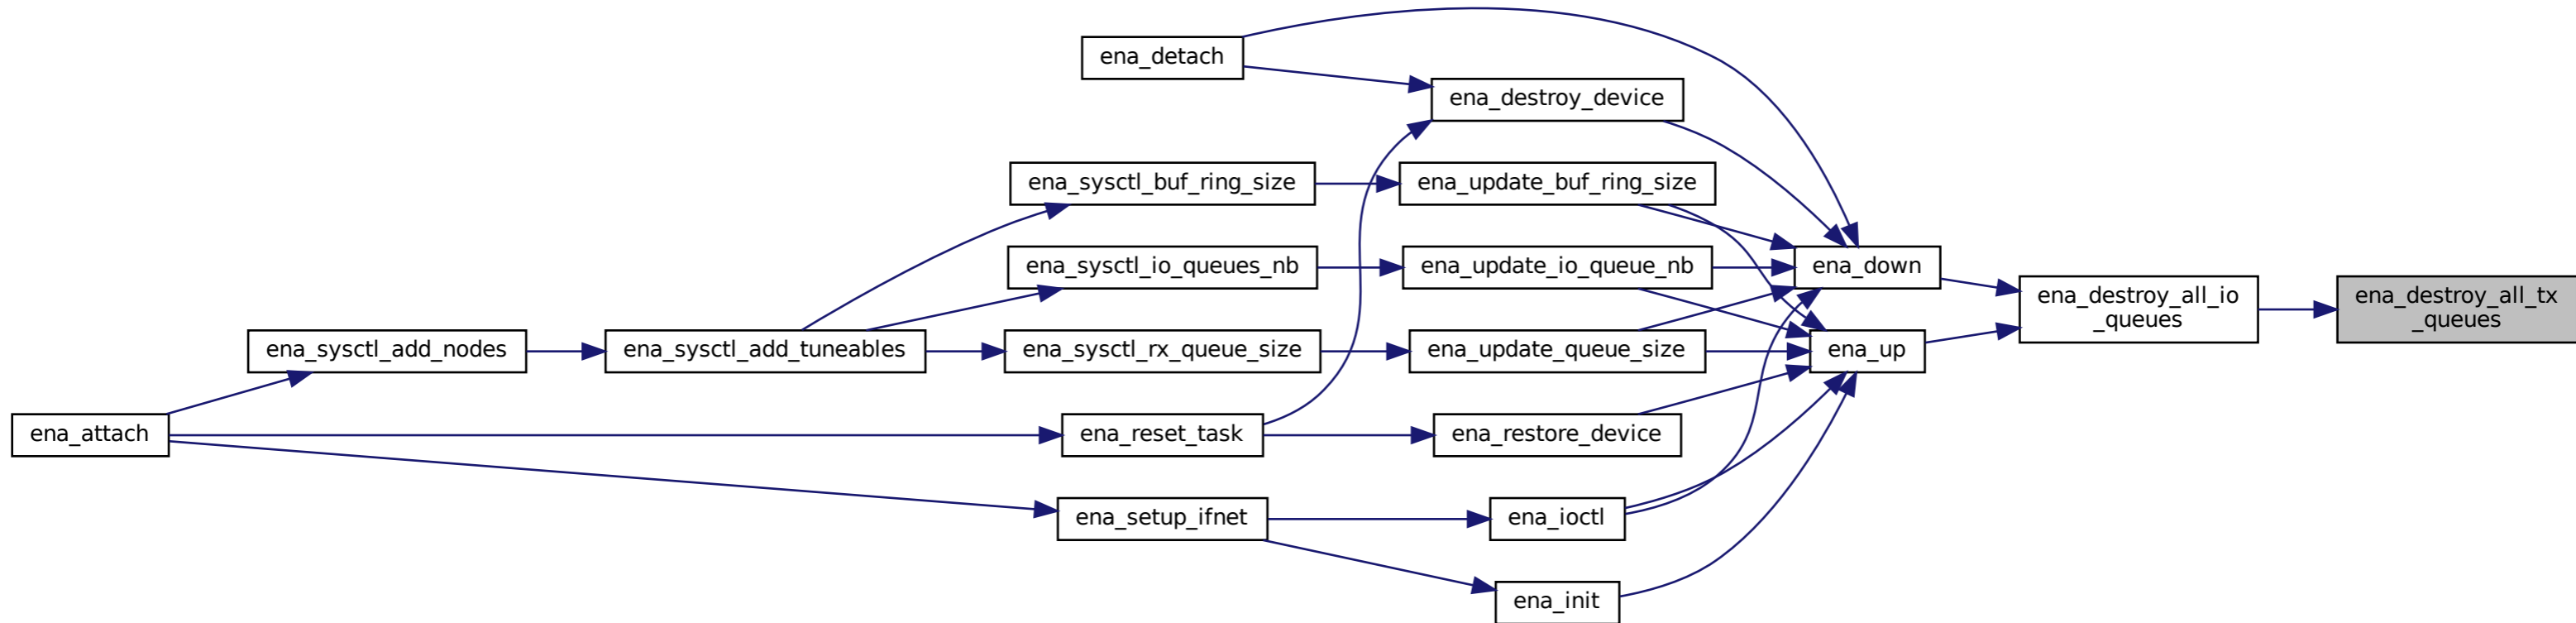 ena_detach
ena_destroy_device
ena_sysctl_buf_ring_size
ena_update_buf_ring_size
ena_sysctl_io_queues_nb
ena_update_io_queue_nb
ena_down
ena_destroy_all_io
_queues
ena_destroy_all_tx
_queues
ena_sysctl_add_nodes
ena_sysctl_add_tuneables
ena_sysctl_rx_queue_size
ena_update_queue_size
ena_up
ena_attach
ena_reset_task
ena_restore_device
ena_setup_ifnet
ena_ioctl
ena_init